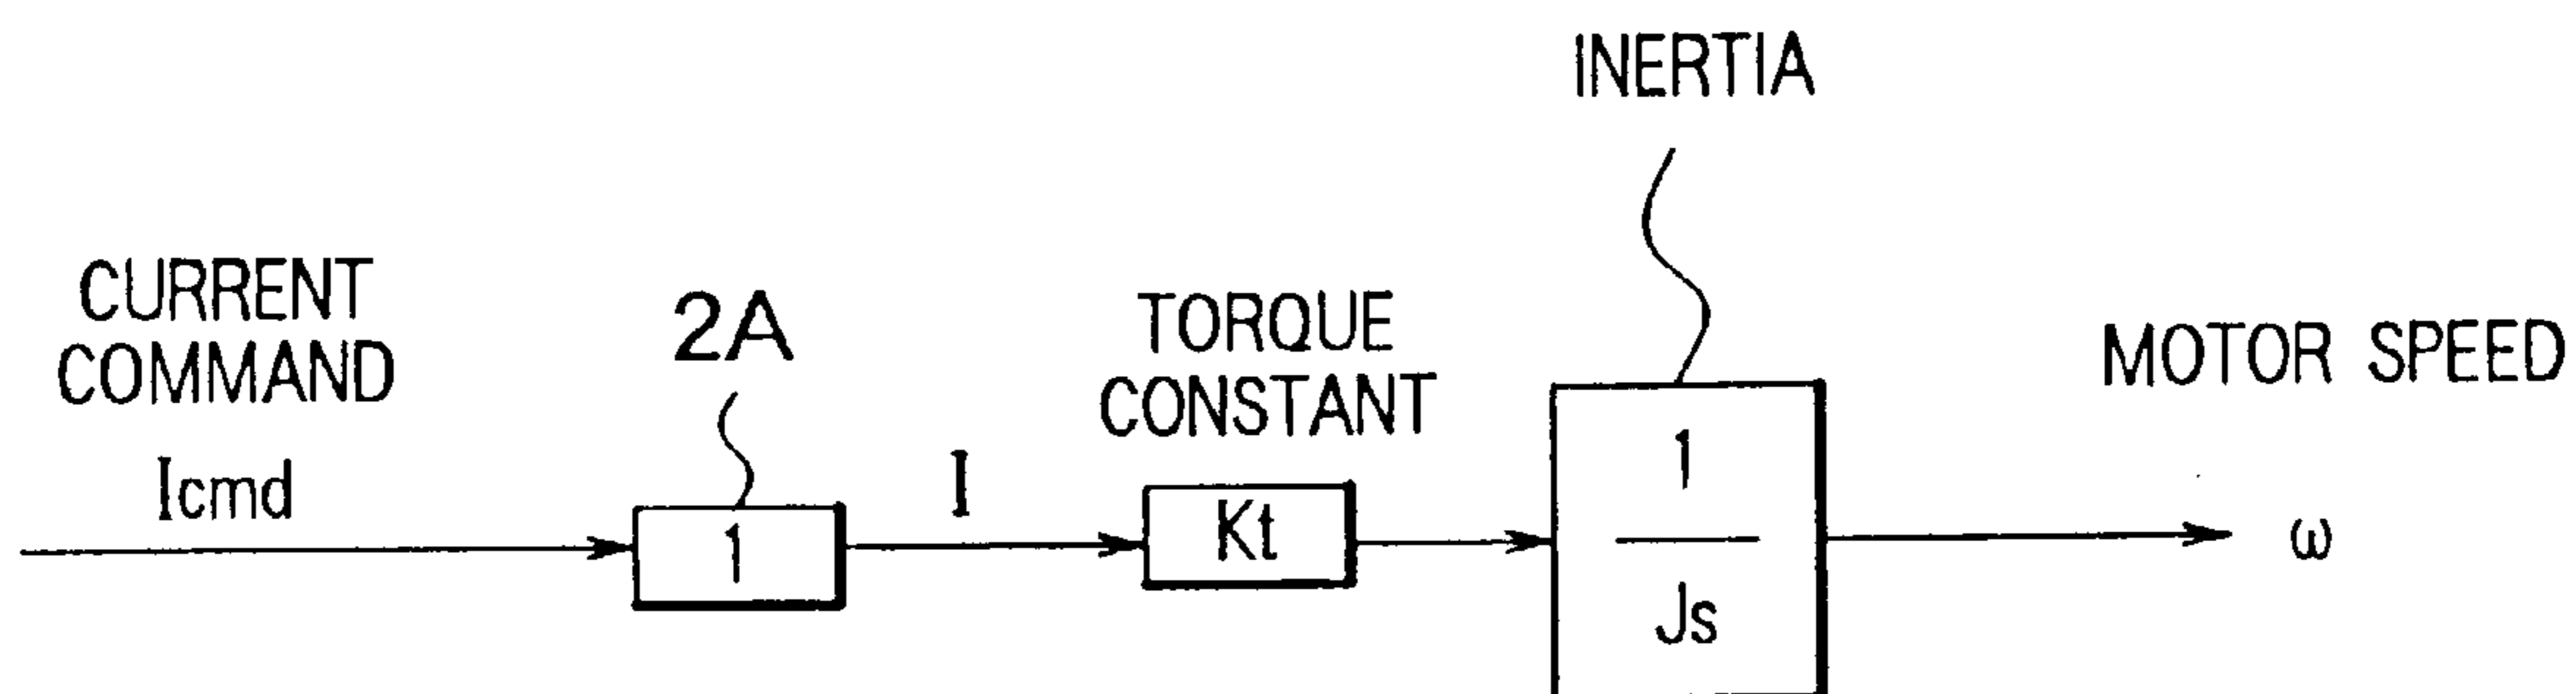 INERTIA
CURRENT
COMMAND
2A
TORQUE
CONSTANT
MOTOR SPEED
Icmd
1
I
Kt
1
Js
ω